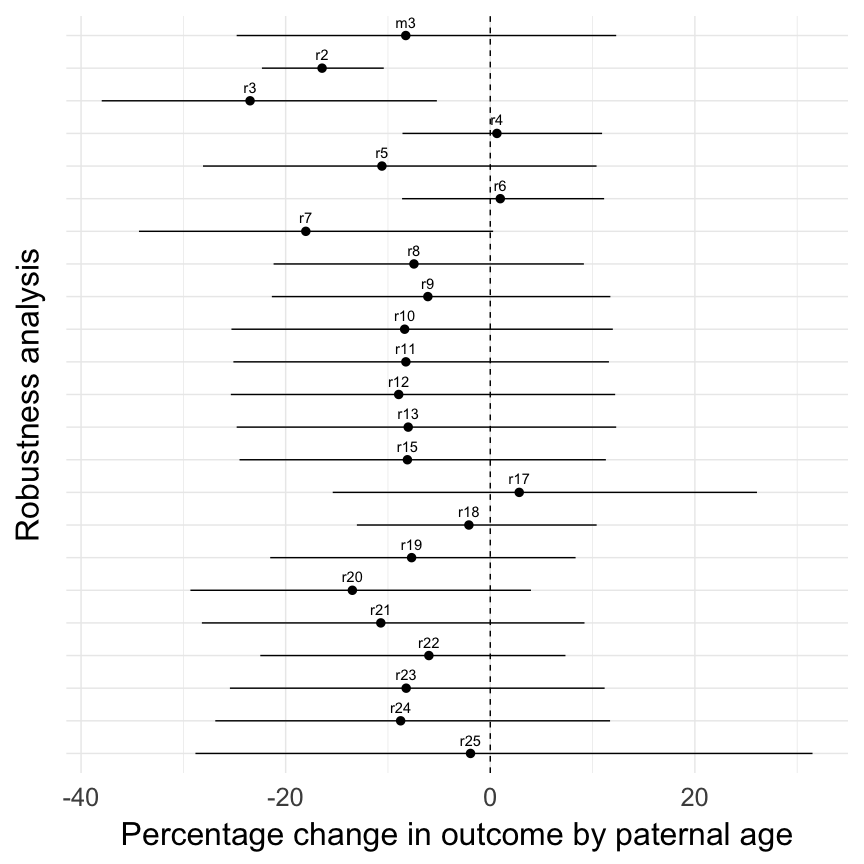 m3
r2
r3
r4
r5
r6
r7
r8
r9
r10
r11
r12
r13
r15
r17
r18
r19
r20
r21
r22
r23
r24
r25
Robustness analysis
-40 -20 0 20
Percentage change in outcome by paternal age